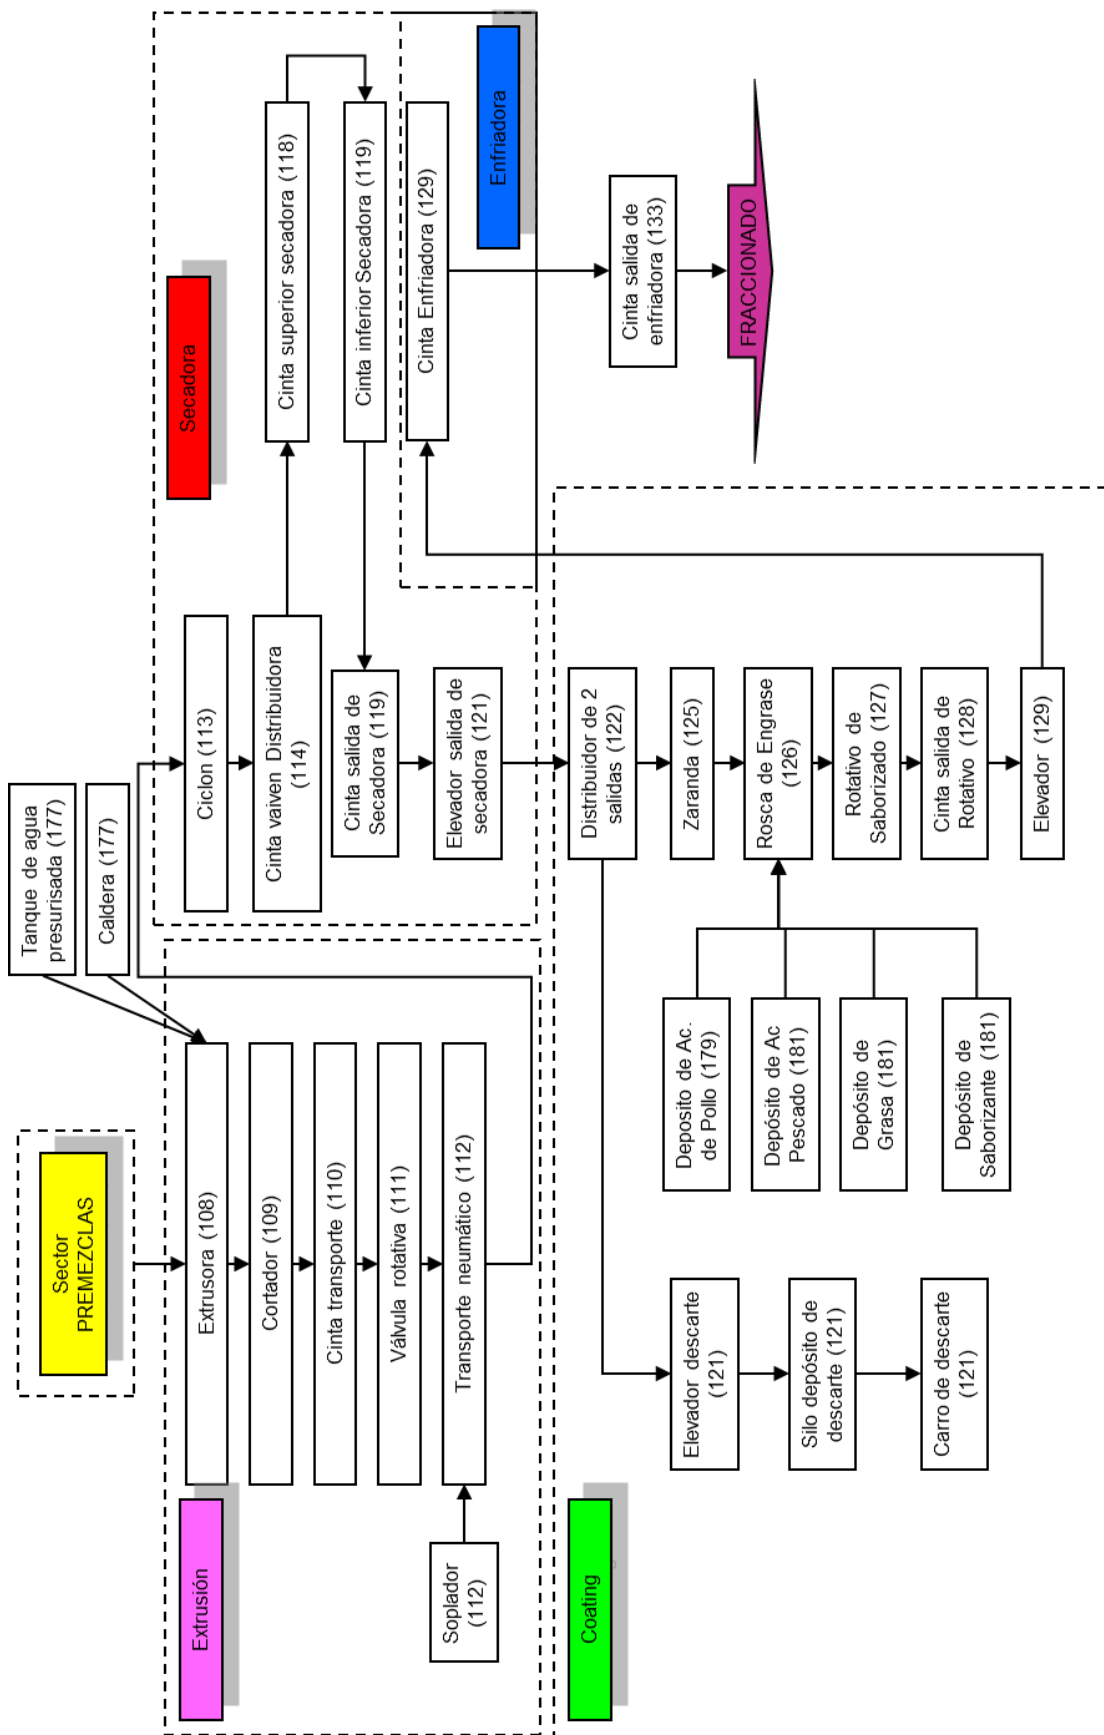 Sector
PREMEZCLAS
Tanque de agua
presurisada (177)
Caldera (177)
Extrusión
Extrusora (108)
Cortador (109)
Cinta transporte (110)
Válvula rotativa (111)
Transporte neumático (112)
Soplador
(112)
Secadora
Ciclon (113)
Cinta vaiven Distribuidora
(114)
Cinta superior secadora (118)
Cinta inferior Secadora (119)
Cinta salida de
Secadora (119)
Elevador salida de
secadora (121)
Enfriadora
Cinta Enfriadora (129)
Cinta salida de
enfriadora (133)
FRACCIONADO
Coating
Distribuidor de 2
salidas (122)
Zaranda (125)
Rosca de Engrase
(126)
Rotativo de
Saborizado (127)
Cinta salida de
Rotativo (128)
Elevador (129)
Deposito de Ac.
de Pollo (179)
Depósito de Ac
Pescado (181)
Depósito de
Grasa (181)
Depósito de
Saborizante (181)
Elevador descarte
(121)
Silo depósito de
descarte (121)
Carro de descarte
(121)